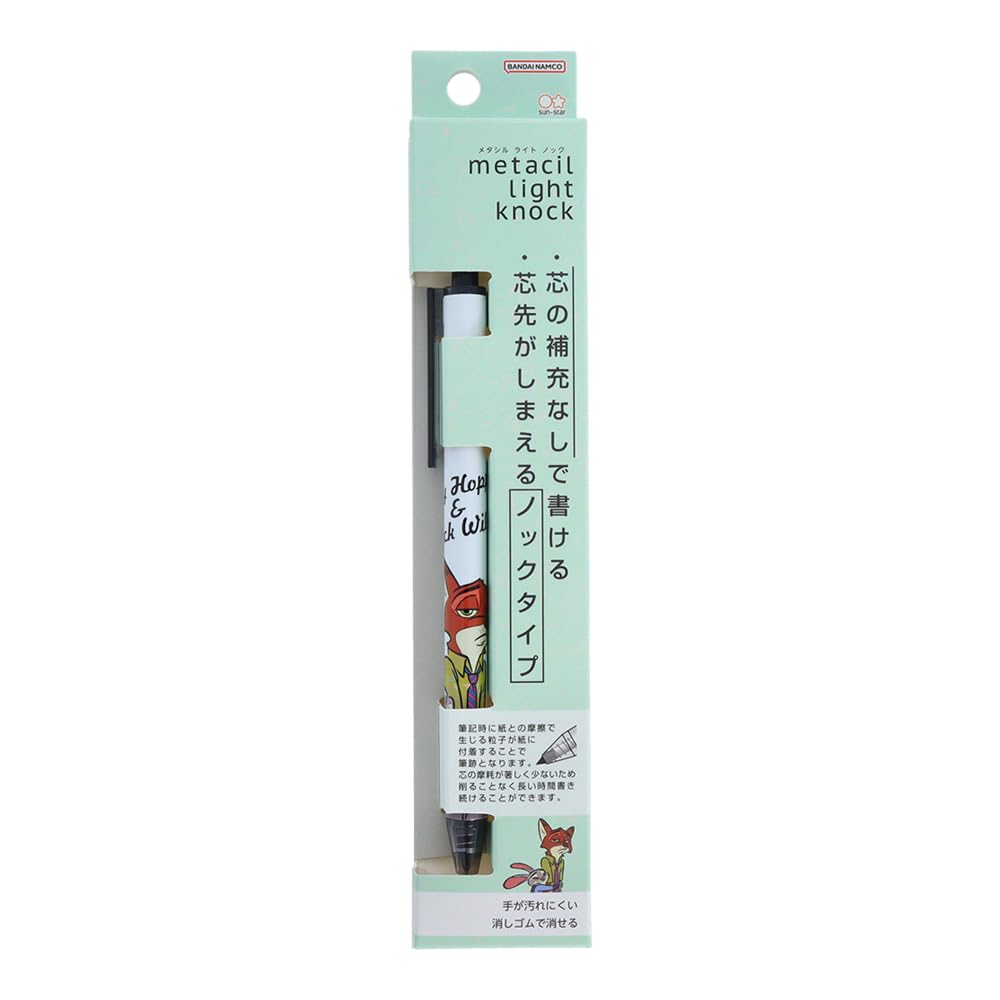 BANDAI NAMCO
sun-star
メタシル ライト ノック
metacil
light
knock
・芯の補充なしで書ける
・芯先がしまえるノックタイプ
Hopp
&
ck Wil
筆記時に紙との摩擦で
生じる粒子が紙に
付着することで
筆跡となります。
芯の摩耗が著しく少ないため
削ることなく長い時間書き
続けることができます。
手が汚れにくい
消しゴムで消せる